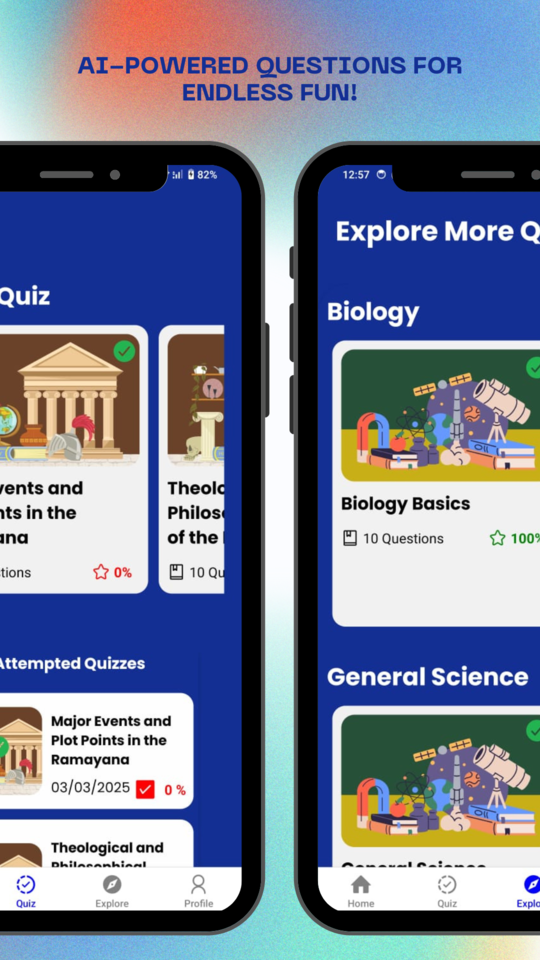 AI-POWERED QUESTIONS FOR
ENDLESS FUN!
82%
Quiz
vents and
nts in the
ana
tions
0%
Theolo
Philos
of the
10 Qu
Attempted Quizzes
Major Events and
Plot Points in the
Ramayana
03/03/2025
0 %
Theological and
Philosophical
Quiz
Explore
Profile
12:57
Explore More Q
Biology
Biology Basics
10 Questions
100%
General Science
General Science
Home
Quiz
Explo